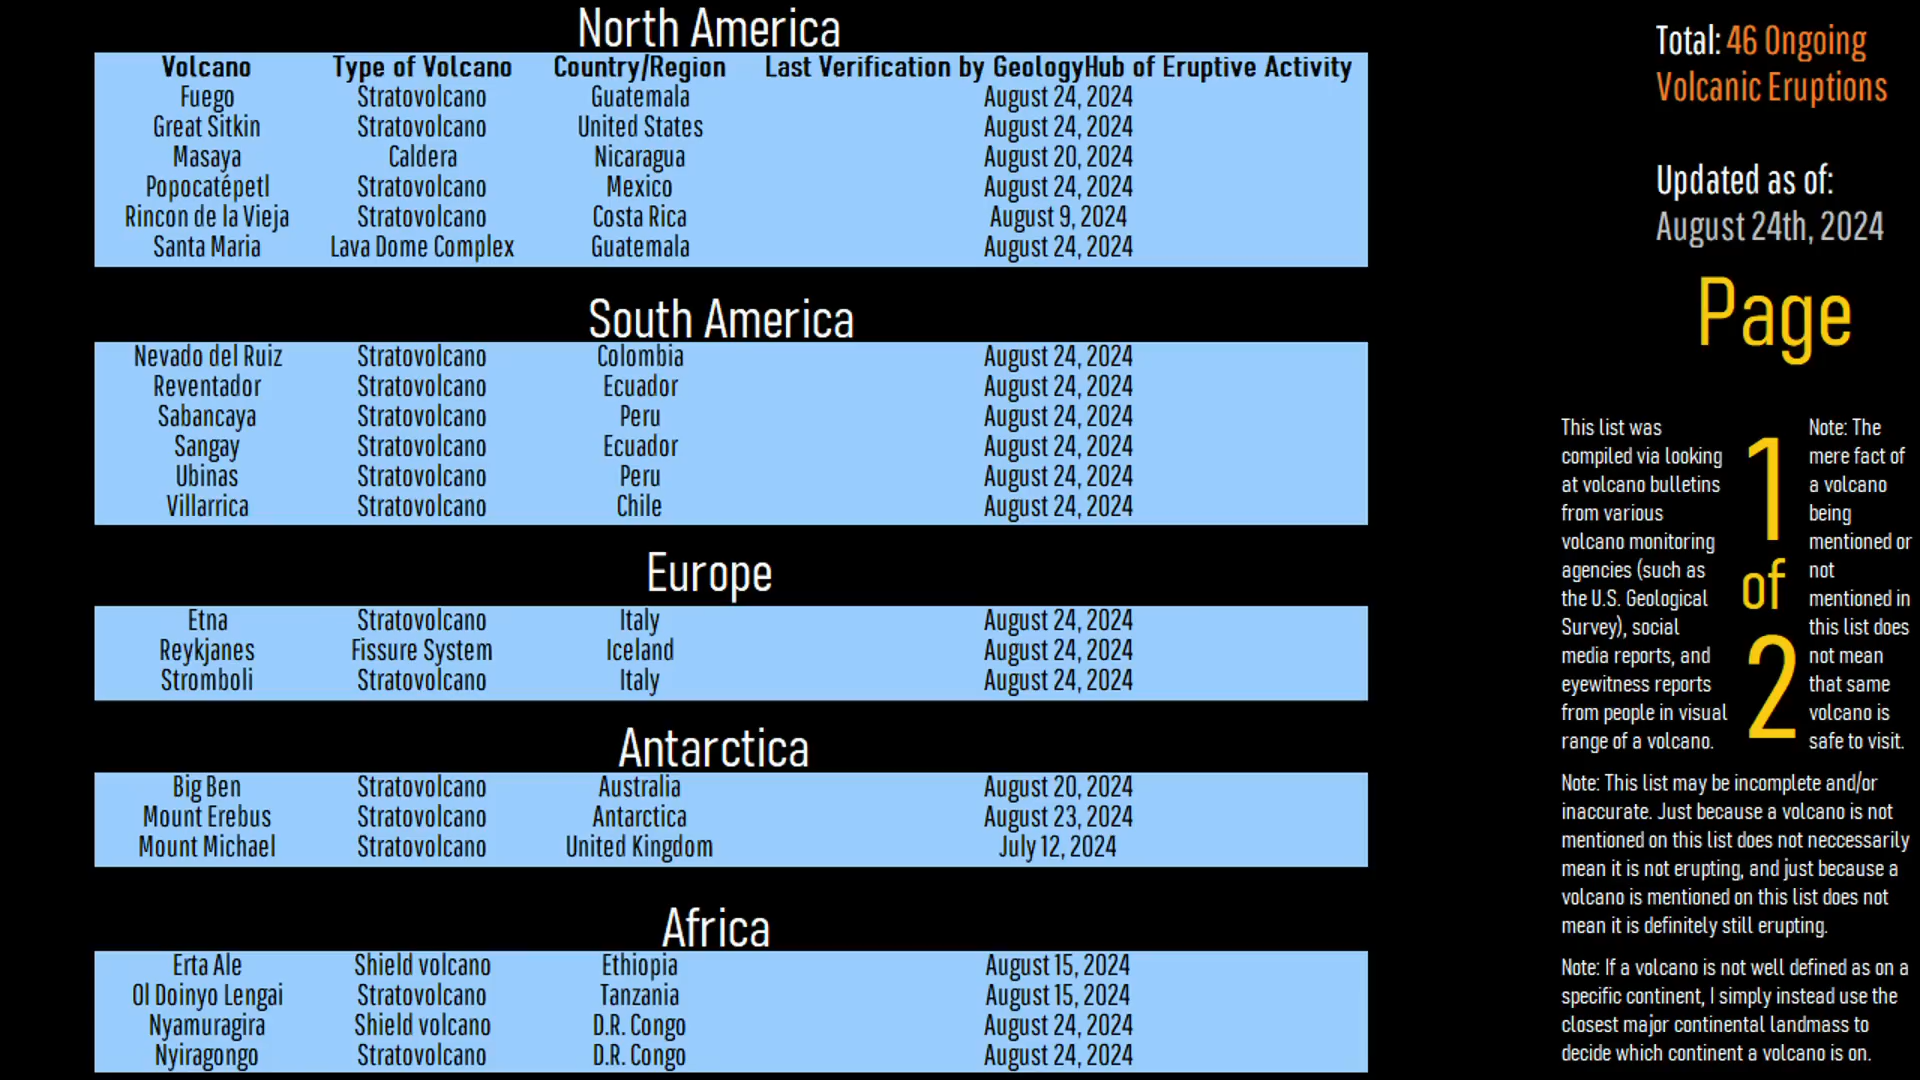 North America
Volcano Type of Volcano Country/Region Last Verification by GeologyHub of Eruptive Activity
Fuego Stratovolcano Guatemala August 24, 2024
Great Sitkin Stratovolcano United States August 24, 2024
Masaya Caldera Nicaragua August 20, 2024
Popocatépetl Stratovolcano Mexico August 24, 2024
Rincon de la Vieja Stratovolcano Costa Rica August 9, 2024
Santa Maria Lava Dome Complex Guatemala August 24, 2024
South America
Nevado del Ruiz Stratovolcano Colombia August 24, 2024
Reventador Stratovolcano Ecuador August 24, 2024
Sabancaya Stratovolcano Peru August 24, 2024
Sangay Stratovolcano Ecuador August 24, 2024
Ubinas Stratovolcano Peru August 24, 2024
Villarrica Stratovolcano Chile August 24, 2024
Europe
Etna Stratovolcano Italy August 24, 2024
Reykjanes Fissure System Iceland August 24, 2024
Stromboli Stratovolcano Italy August 24, 2024
Antarctica
Big Ben Stratovolcano Australia August 20, 2024
Mount Erebus Stratovolcano Antarctica August 23, 2024
Mount Michael Stratovolcano United Kingdom July 12, 2024
Africa
Erta Ale Shield volcano Ethiopia August 15, 2024
Ol Doinyo Lengai Stratovolcano Tanzania August 15, 2024
Nyamuragira Shield volcano D.R. Congo August 24, 2024
Nyiragongo Stratovolcano D.R. Congo August 24, 2024
Total: 46 Ongoing
Volcanic Eruptions
Updated as of:
August 24th, 2024
Page
1
of
2
This list was
compiled via looking
at volcano bulletins
from various
volcano monitoring
agencies (such as
the U.S. Geological
Survey), social
media reports, and
eyewitness reports
from people in visual
range of a volcano.
Note: The
mere fact of
a volcano
being
mentioned or
not
mentioned in
this list does
not mean
that same
volcano is
safe to visit.
Note: This list may be incomplete and/or
inaccurate. Just because a volcano is not
mentioned on this list does not neccessarily
mean it is not erupting, and just because a
volcano is mentioned on this list does not
mean it is definitely still erupting.
Note: If a volcano is not well defined as on a
specific continent, I simply instead use the
closest major continental landmass to
decide which continent a volcano is on.